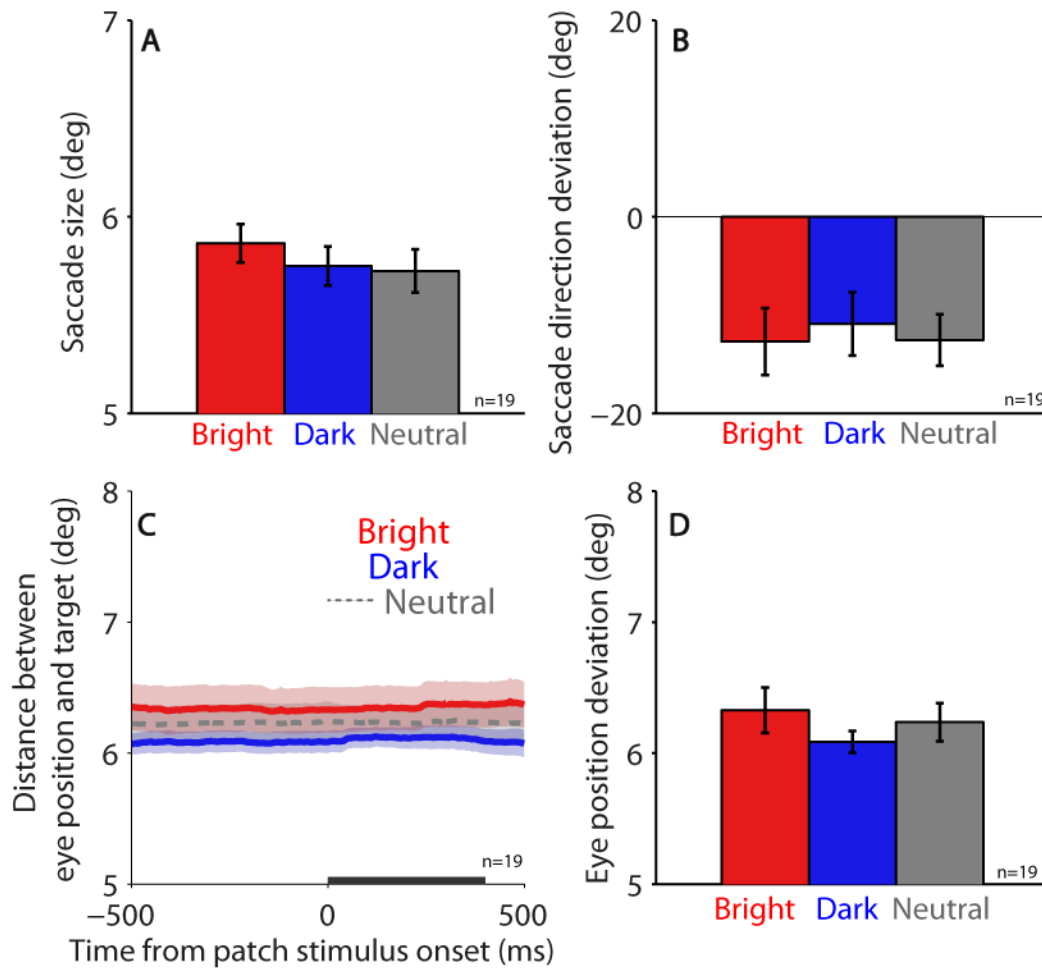 A
Saccade size (deg)
7
6
5
Bright Dark Neutral
n=19
B
Saccade direction deviation (deg)
20
0
−20
Bright Dark Neutral
n=19
C
Distance between
eye position and target (deg)
8
7
6
5
Bright
Dark
Neutral
n=19
−500 0 500
Time from patch stimulus onset (ms)
D
Eye position deviation (deg)
8
7
6
5
Bright Dark Neutral
n=19